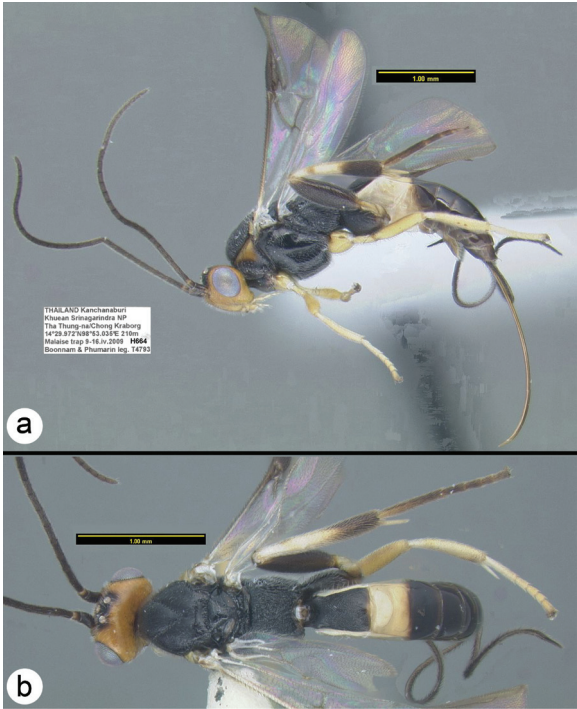 1.00 mm
THAILAND Kanchanaburi
Khuean Srinagarindra NP
Tha Thung-na/Chong Kraborg
14°29.972'N98°53.035'E 210m
Malaise trap 9-16.iv.2009 H664
Boonnam & Phumarin leg. T4793
a
1.00 mm
b